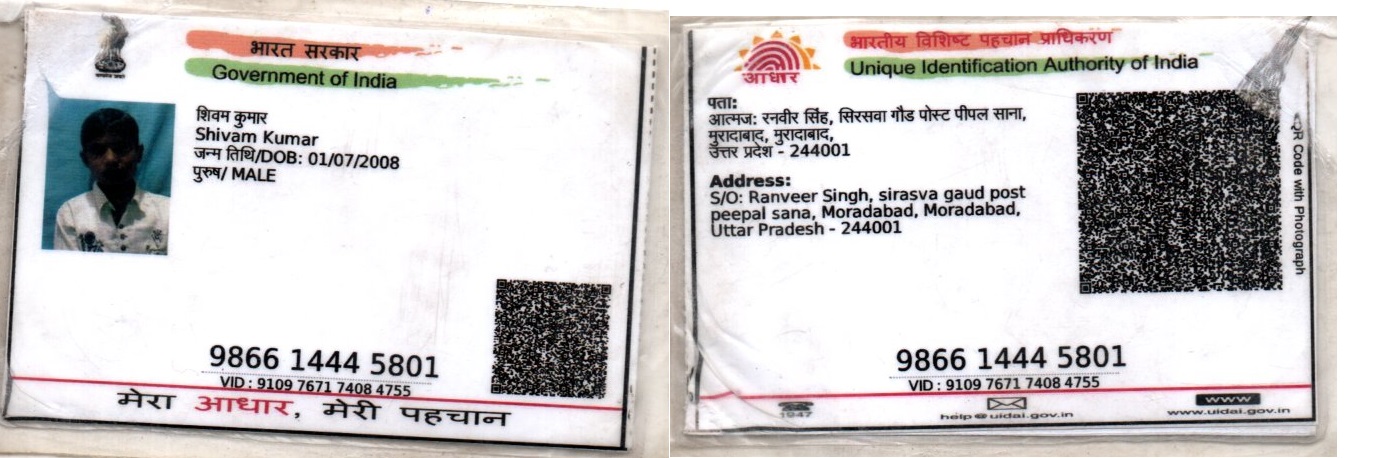 भारत सरकार
Government of India
शिवम कुमार
Shivam Kumar
जन्म तिथि/DOB: 01/07/2008
पुरुष/ MALE
9866 1444 5801
VID : 9109 7671 7408 4755
मेरा आधार, मेरी पहचान
आधार
भारतीय विशिष्ट पहचान प्राधिकरण
Unique Identification Authority of India
पता:
आत्मज: रनवीर सिंह, सिरसवा गौड पोस्ट पीपल साना,
मुरादाबाद, मुरादाबाद,
उत्तर प्रदेश - 244001
Address:
S/O: Ranveer Singh, sirasva gaud post
peepal sana, Moradabad, Moradabad,
Uttar Pradesh - 244001
QR Code with Photograph
9866 1444 5801
VID : 9109 7671 7408 4755
1947
help@uidai.gov.in
www
www.uidai.gov.in